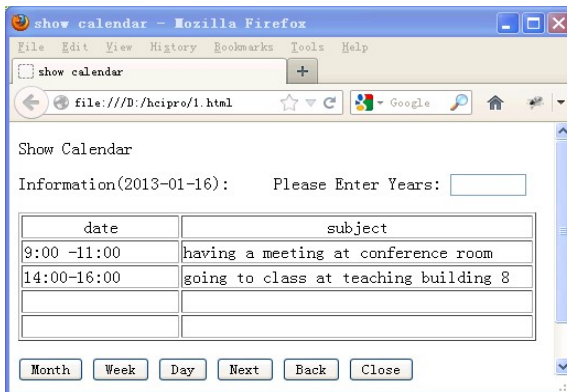 show calendar - Mozilla Firefox
File Edit View History Bookmarks Tools Help
show calendar +
file:///D:/hcipro/1.html Google
Show Calendar
Information(2013-01-16): Please Enter Years:
date subject
9:00 -11:00 having a meeting at conference room
14:00-16:00 going to class at teaching building 8
Month Week Day Next Back Close